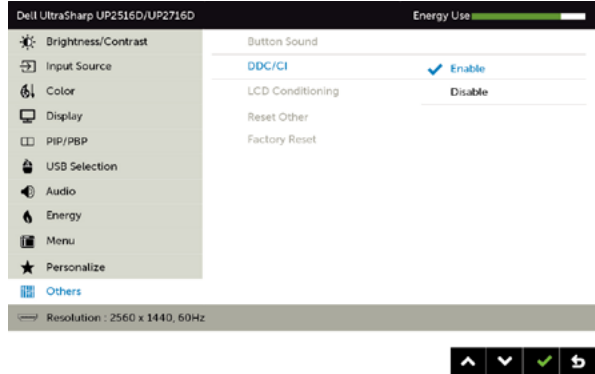 Dell UltraSharp UP2516D/UP2716D Energy Use
Brightness/Contrast Button Sound
Input Source DDC/CI Enable
Color LCD Conditioning Disable
Display Reset Other
PIP/PBP Factory Reset
USB Selection
Audio
Energy
Menu
Personalize
Others
Resolution : 2560 x 1440, 60Hz